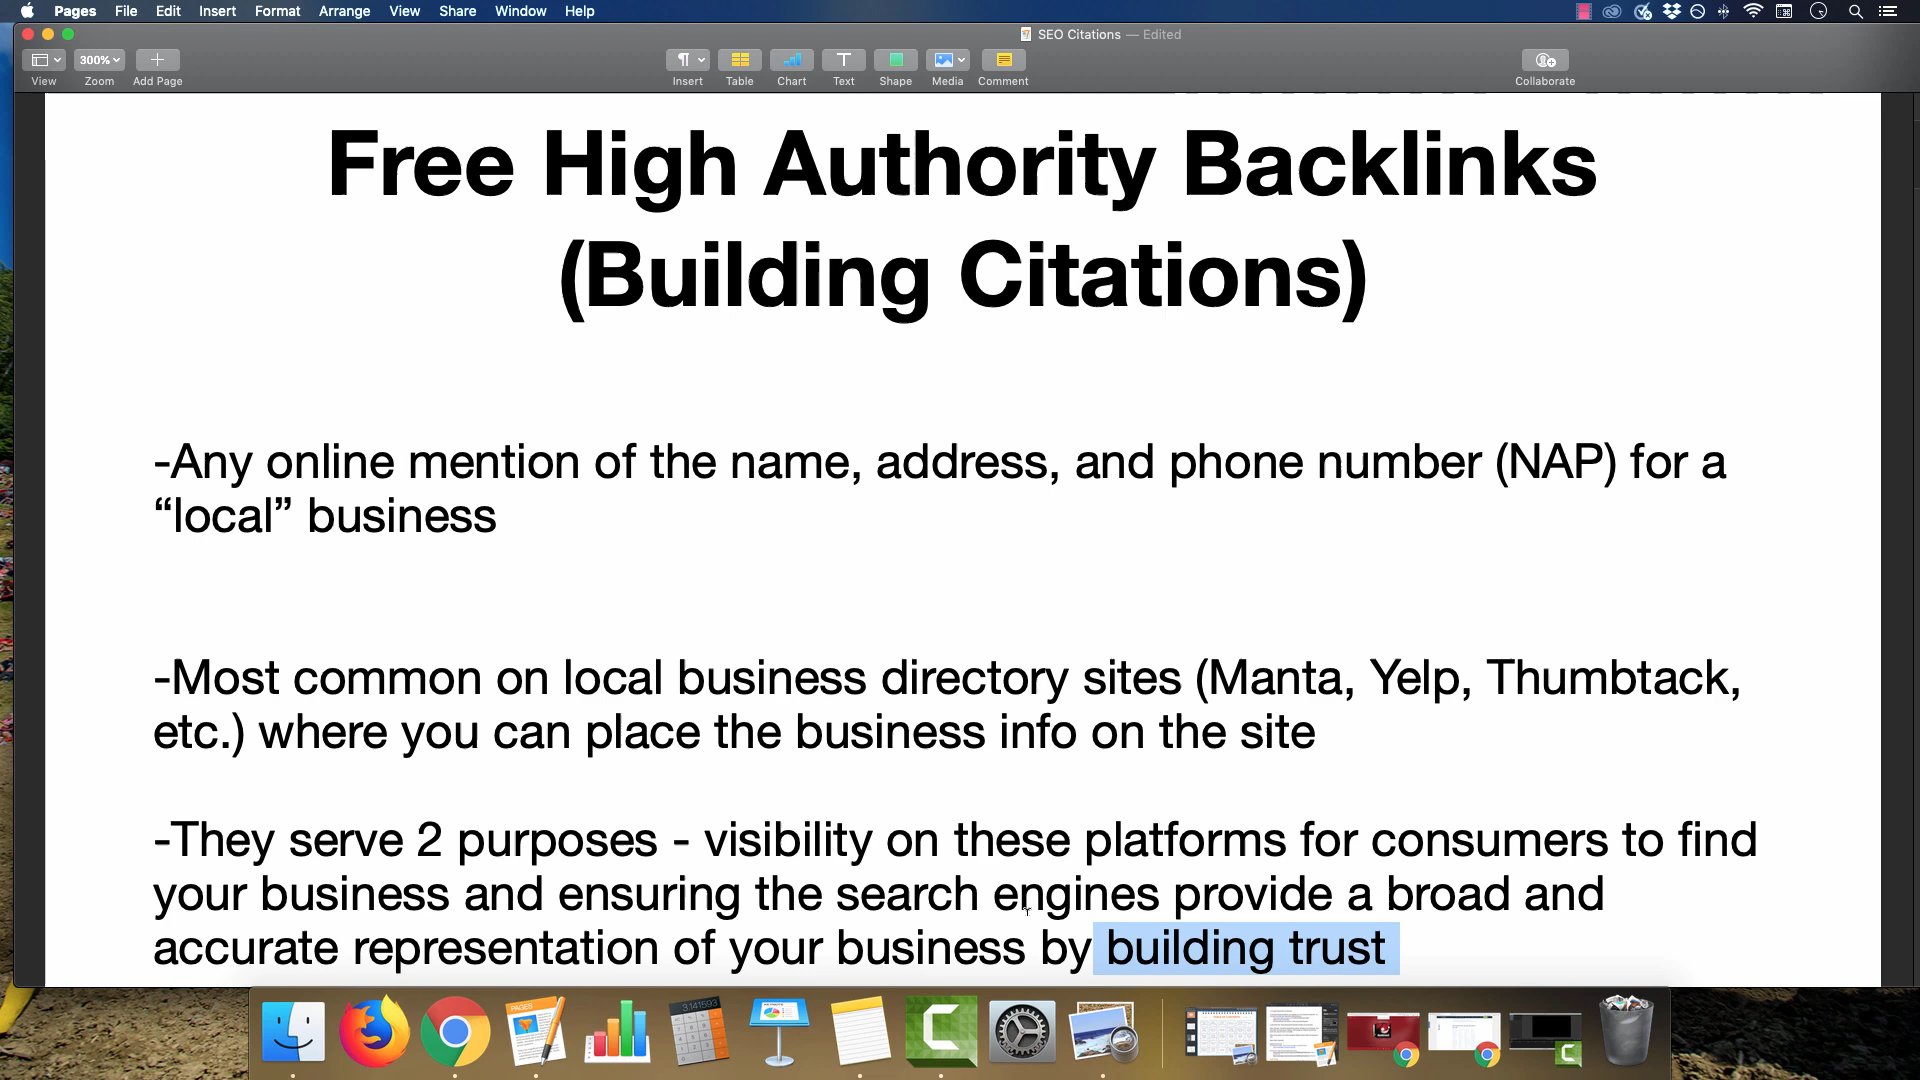 Pages File Edit Insert Format Arrange View Share Window Help
SEO Citations — Edited
300%
View Zoom Add Page Insert Table Chart Text Shape Media Comment Collaborate
Free High Authority Backlinks
(Building Citations)
-Any online mention of the name, address, and phone number (NAP) for a
“local” business
-Most common on local business directory sites (Manta, Yelp, Thumbtack,
etc.) where you can place the business info on the site
-They serve 2 purposes - visibility on these platforms for consumers to find
your business and ensuring the search engines provide a broad and
accurate representation of your business by building trust
PAGES
3.141593
KEYNOTE